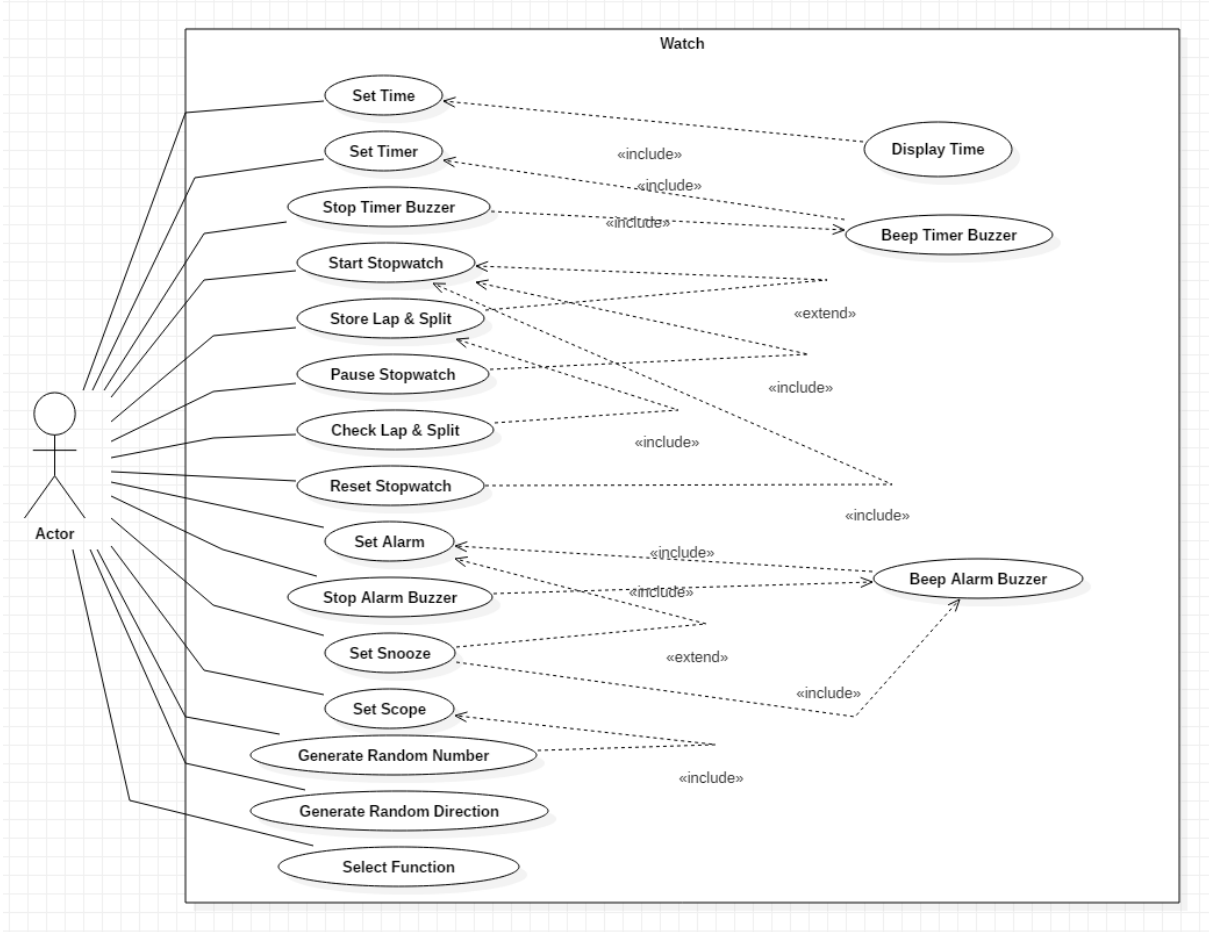 Watch
Set Time
Display Time
Set Timer
«include»
«include»
Stop Timer Buzzer
«include»
Beep Timer Buzzer
Start Stopwatch
«extend»
Store Lap & Split
Pause Stopwatch
«include»
Check Lap & Split
«include»
Reset Stopwatch
«include»
Actor
Set Alarm
«include»
Beep Alarm Buzzer
Stop Alarm Buzzer
«include»
Set Snooze
«extend»
«include»
Set Scope
Generate Random Number
«include»
Generate Random Direction
Select Function